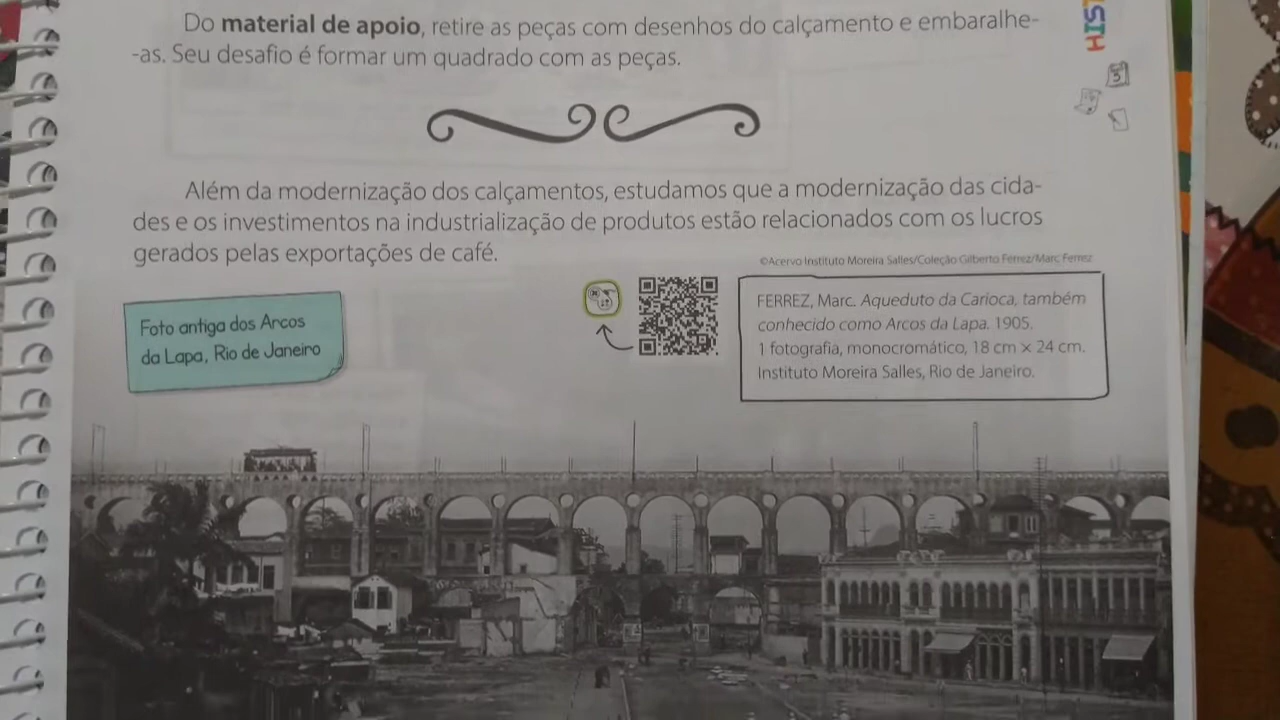 Do material de apoio, retire as peças com desenhos do calçamento e embaralhe-
-as. Seu desafio é formar um quadrado com as peças.
Além da modernização dos calçamentos, estudamos que a modernização das cida-
des e os investimentos na industrialização de produtos estão relacionados com os lucros
gerados pelas exportações de café.
©Acervo Instituto Moreira Salles/Coleção Gilberto Ferrez/Marc Ferrez
Foto antiga dos Arcos
da Lapa, Rio de Janeiro
FERREZ, Marc. Aqueduto da Carioca, também
conhecido como Arcos da Lapa. 1905.
1 fotografia, monocromático, 18 cm × 24 cm.
Instituto Moreira Salles, Rio de Janeiro.
HIS